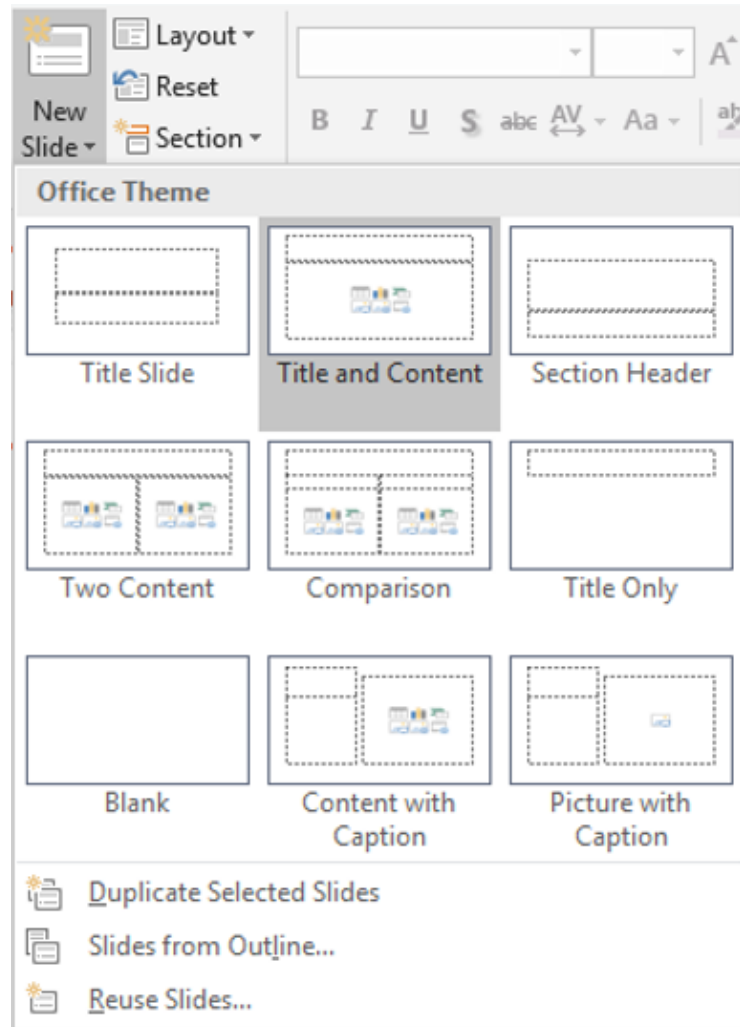 Layout
Reset
New
Slide
Section
A
B I U S abc AV Aa
Office Theme
Title Slide
Title and Content
Section Header
Two Content
Comparison
Title Only
Blank
Content with
Caption
Picture with
Caption
Duplicate Selected Slides
Slides from Outline...
Reuse Slides...